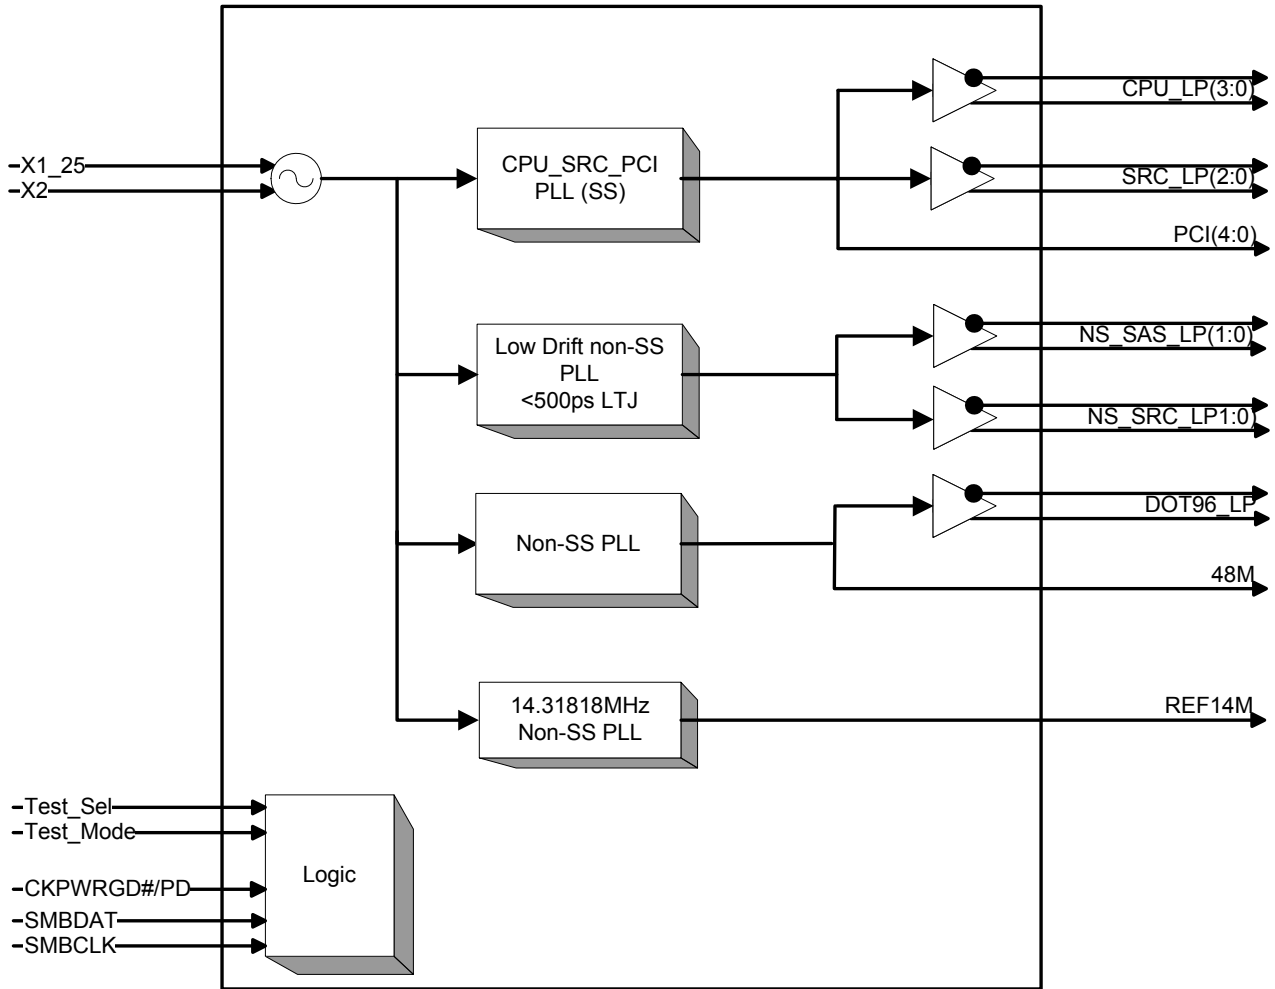 X1_25
X2
CPU_SRC_PCI
PLL (SS)
CPU_LP(3:0)
SRC_LP(2:0)
PCI(4:0)
Low Drift non-SS
PLL
<500ps LTJ
NS_SAS_LP(1:0)
NS_SRC_LP1:0)
Non-SS PLL
DOT96_LP
48M
14.31818MHz
Non-SS PLL
REF14M
Test_Sel
Test_Mode
CKPWRGD#/PD
SMBDAT
SMBCLK
Logic